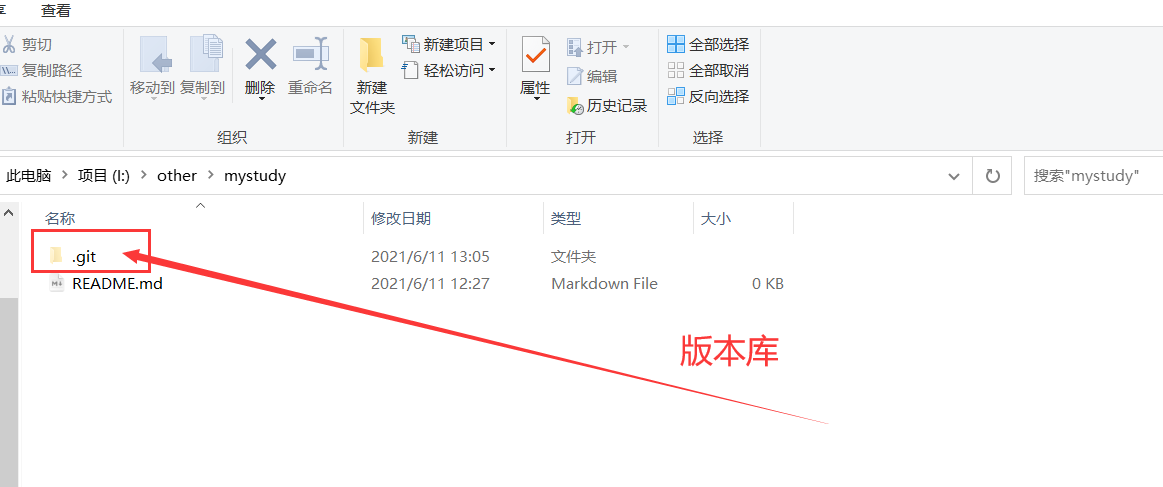 享 查看
剪切
复制路径
粘贴快捷方式
移动到 复制到 删除 重命名
组织
新建
文件夹
新建项目
轻松访问
新建
属性
打开
编辑
历史记录
打开
全部选择
全部取消
反向选择
选择
此电脑 项目 (I:) other mystudy 搜索"mystudy"
名称 修改日期 类型 大小
.git 2021/6/11 13:05 文件夹
README.md 2021/6/11 12:27 Markdown File 0 KB
版本库